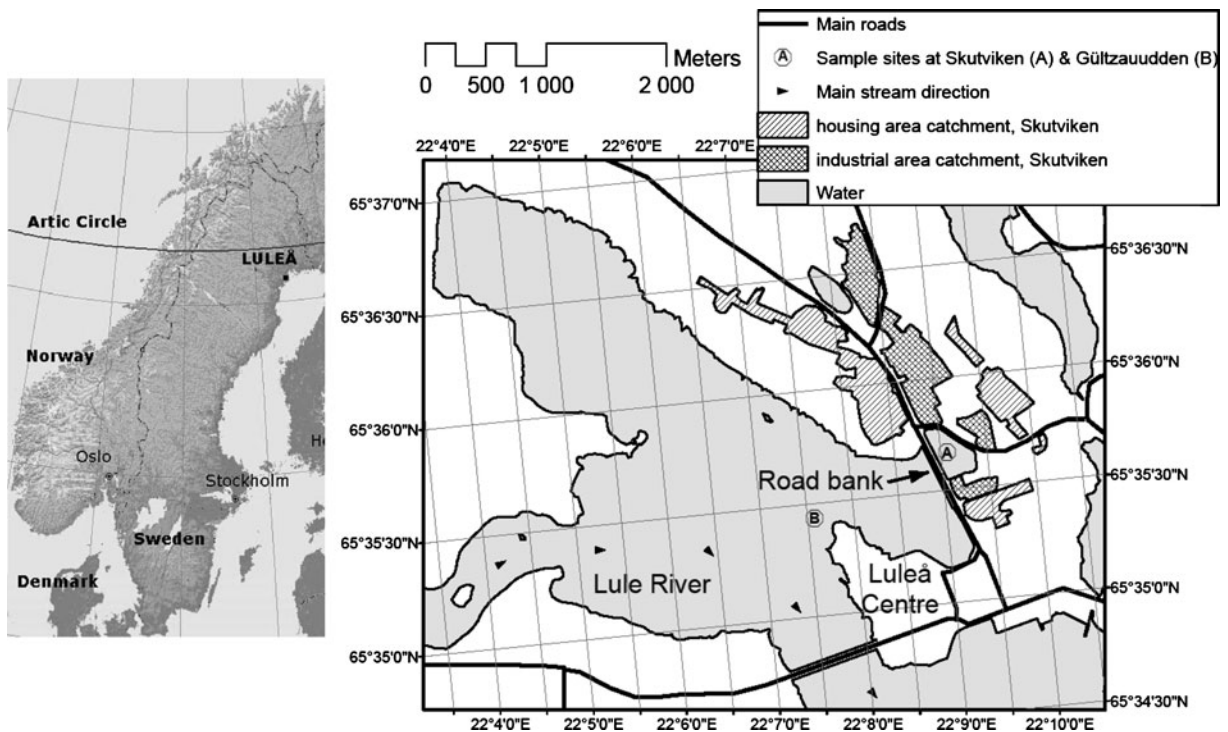 Artic Circle
LULEÅ
Norway
Oslo
Stockholm
Sweden
Denmark
Meters
0 500 1 000 2 000
Main roads
A Sample sites at Skutviken (A) & Gültzauudden (B)
Main stream direction
housing area catchment, Skutviken
industrial area catchment, Skutviken
Water
22°4'0"E 22°5'0"E 22°6'0"E 22°7'0"E
65°37'0"N
65°36'30"N
65°36'0"N
65°35'30"N
65°35'0"N
65°36'30"N
65°36'0"N
65°35'30"N
65°35'0"N
65°34'30"N
A
Road bank
B
Lule River
Luleå
Centre
22°4'0"E 22°5'0"E 22°6'0"E 22°7'0"E 22°8'0"E 22°9'0"E 22°10'0"E